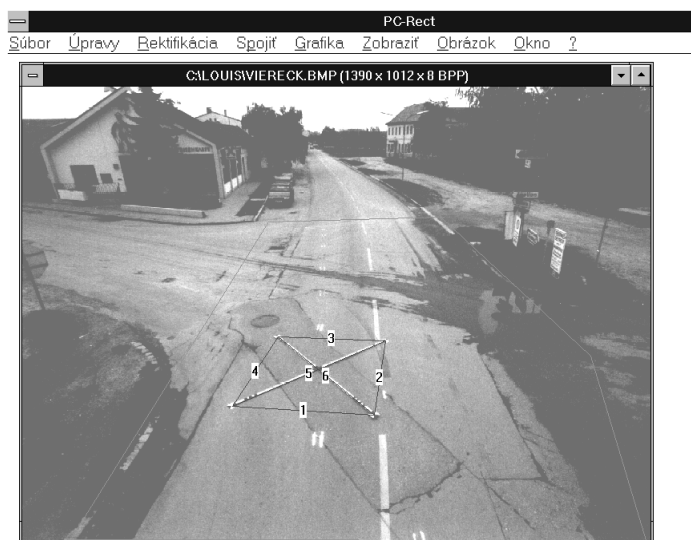 PC-Rect
Súbor Úpravy Rektifikácia Spojiť Grafika Zobraziť Obrázok Okno ?
C:\LOUIS\VIERECK.BMP (1390 x 1012 x 8 BPP)
3
4 5 6 2
1